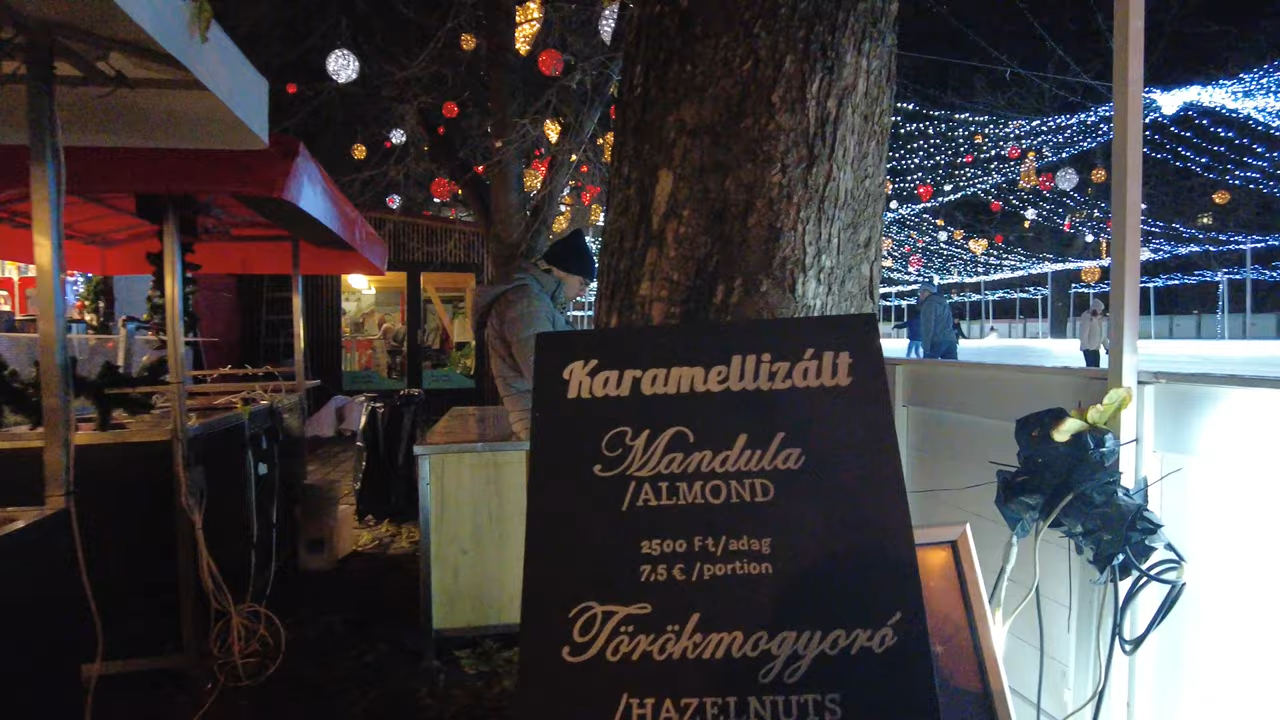 Karamellizált
Mandula
/ALMOND
2500 Ft/adag
7,5 € /portion
Törökmogyoró
/HAZELNUTS